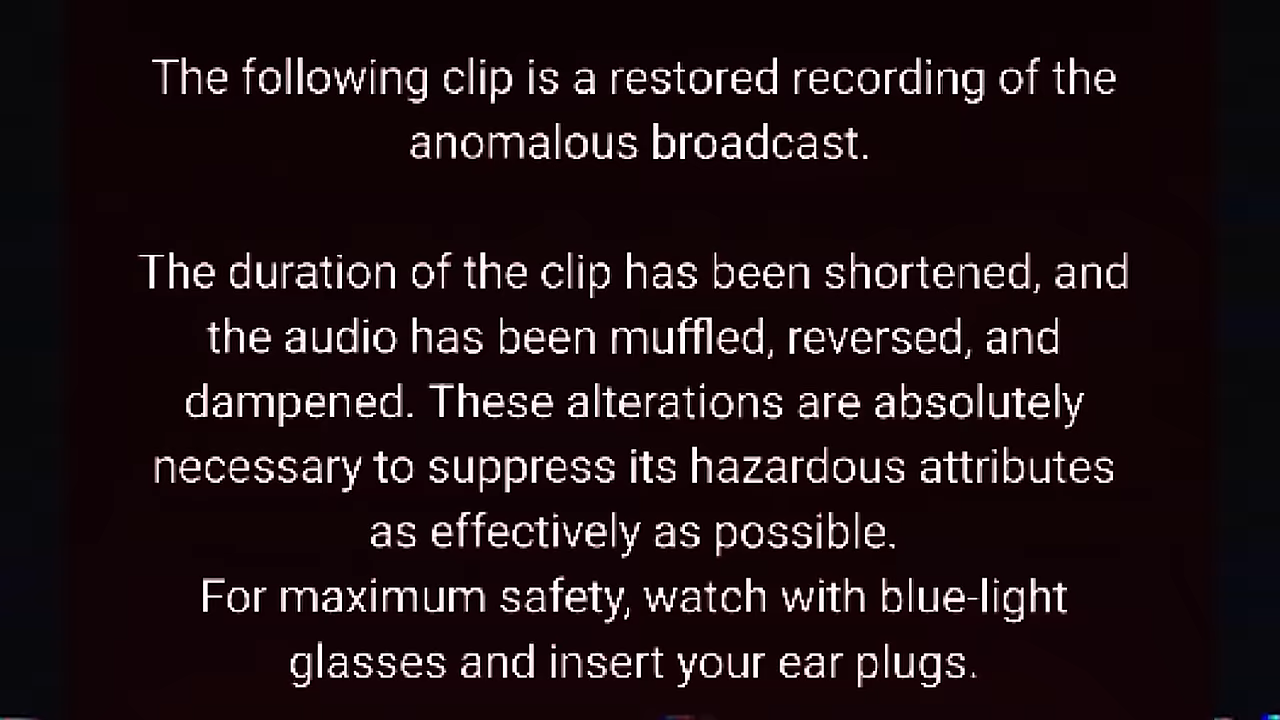 The following clip is a restored recording of the
anomalous broadcast.
The duration of the clip has been shortened, and
the audio has been muffled, reversed, and
dampened. These alterations are absolutely
necessary to suppress its hazardous attributes
as effectively as possible.
For maximum safety, watch with blue-light
glasses and insert your ear plugs.